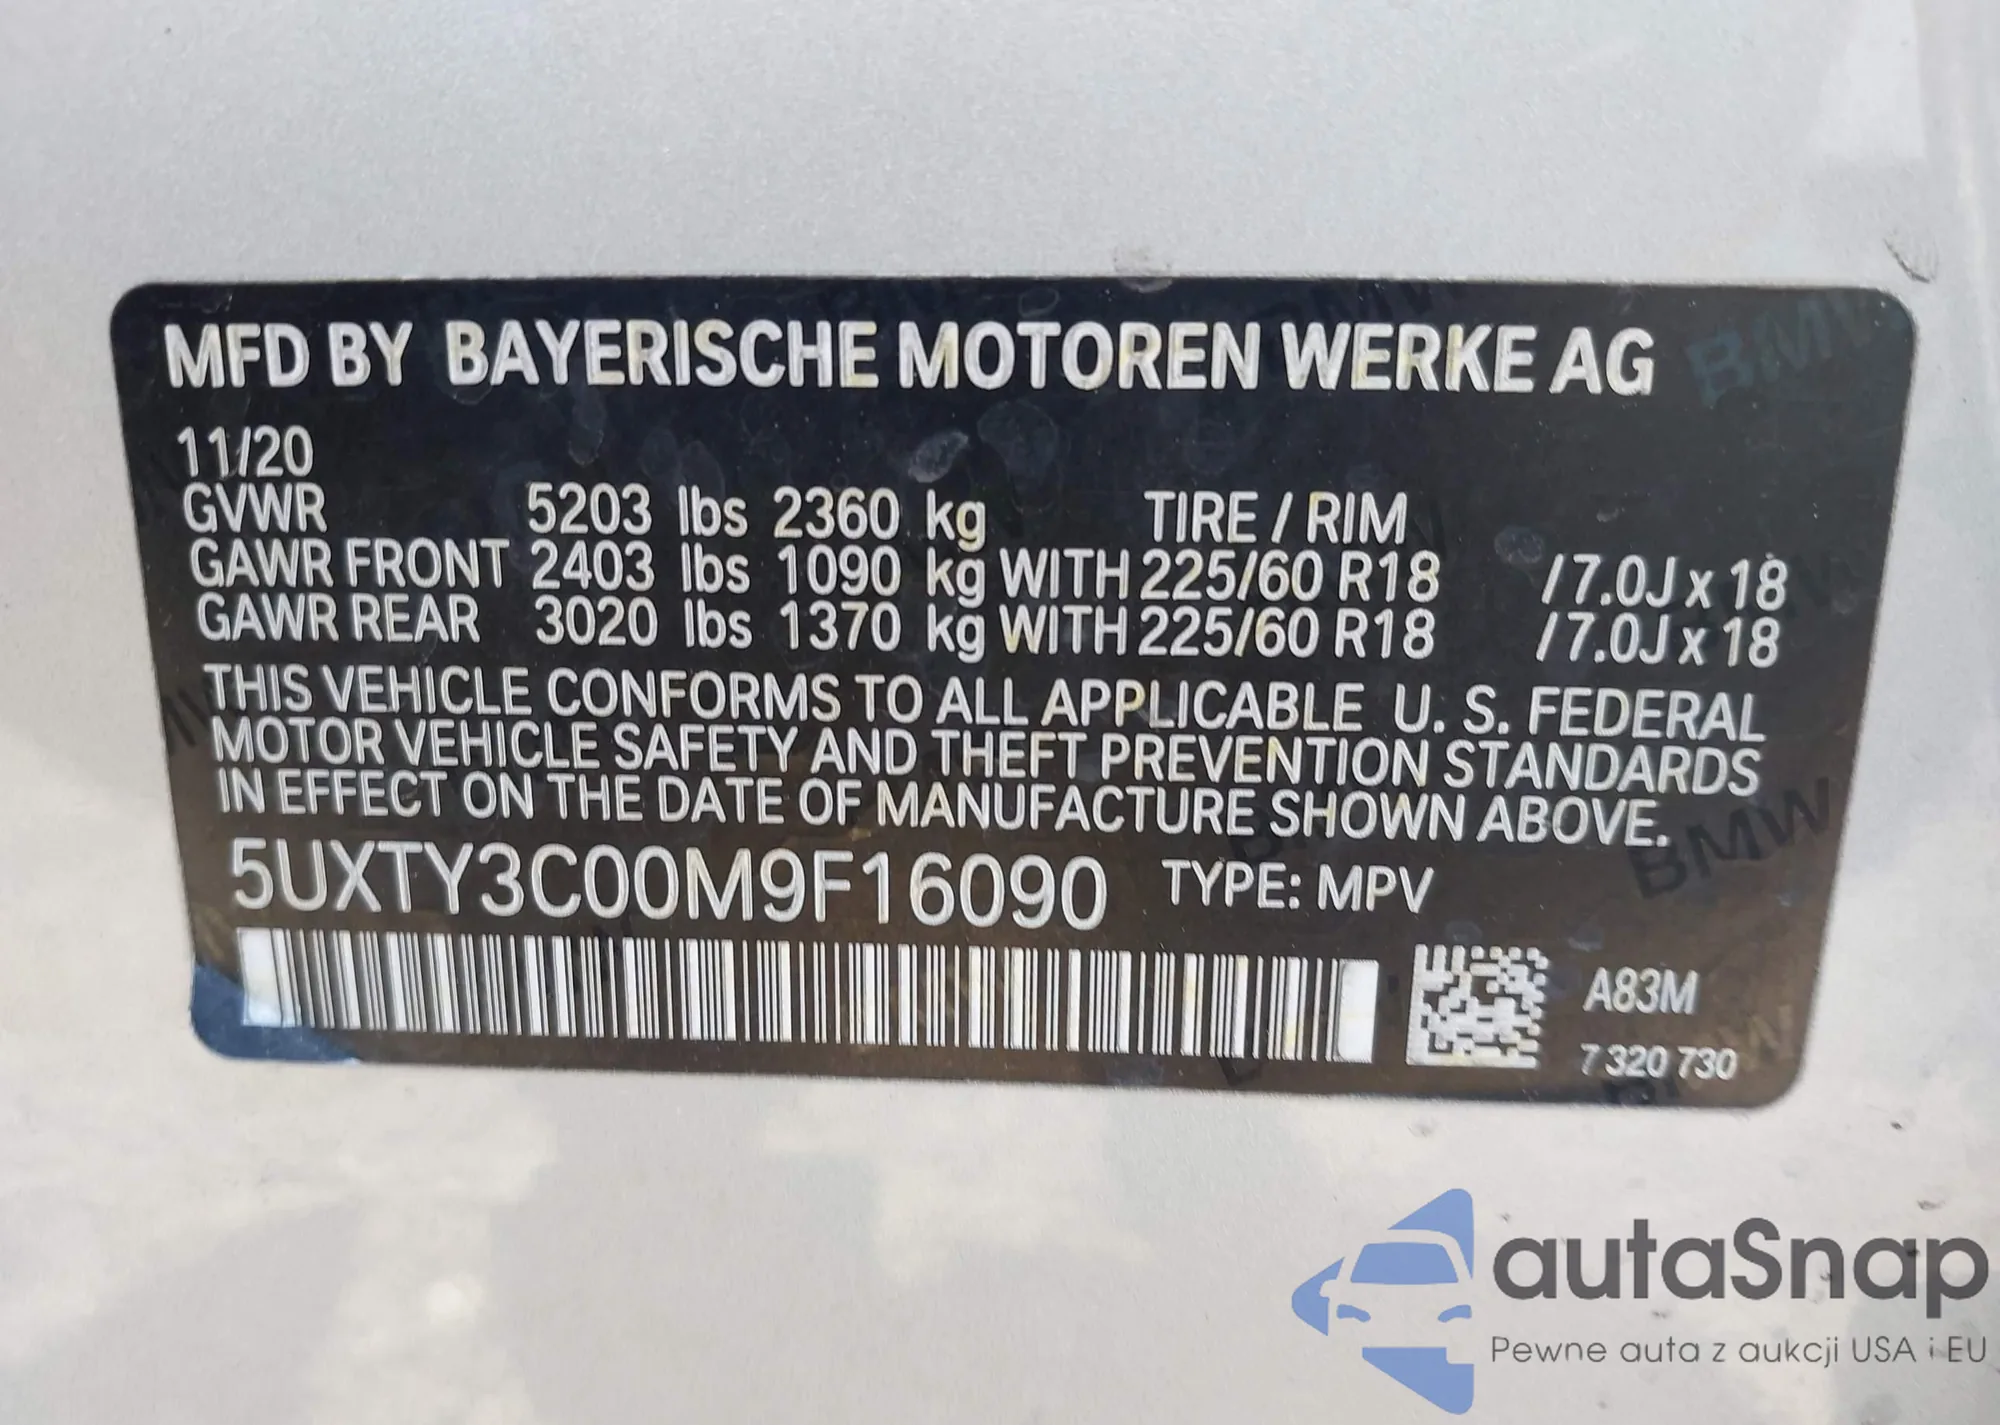 MFD BY BAYERISCHE MOTOREN WERKE AG
11/20
GVWR 5203 lbs 2360 kg TIRE / RIM
GAWR FRONT 2403 lbs 1090 kg WITH 225/60 R18 /7.0J x 18
GAWR REAR 3020 lbs 1370 kg WITH 225/60 R18 /7.0J x 18
THIS VEHICLE CONFORMS TO ALL APPLICABLE U. S. FEDERAL
MOTOR VEHICLE SAFETY AND THEFT PREVENTION STANDARDS
IN EFFECT ON THE DATE OF MANUFACTURE SHOWN ABOVE.
5UXTY3C00M9F16090 TYPE: MPV
A83M
7 320 730
BMW
BMW
autaSnap
Pewne auta z aukcji USA i EU